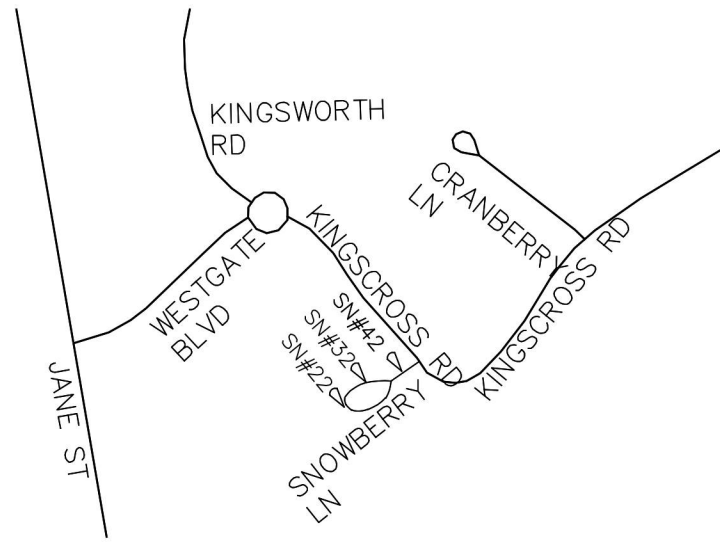 KINGSWORTH
RD
CRANBERRY
LN
KINGSCROSS RD
KINGSCROSS RD
WESTGATE
BLVD
SN#42
SN#32
SN#22
JANE ST
SNOWBERRY
LN